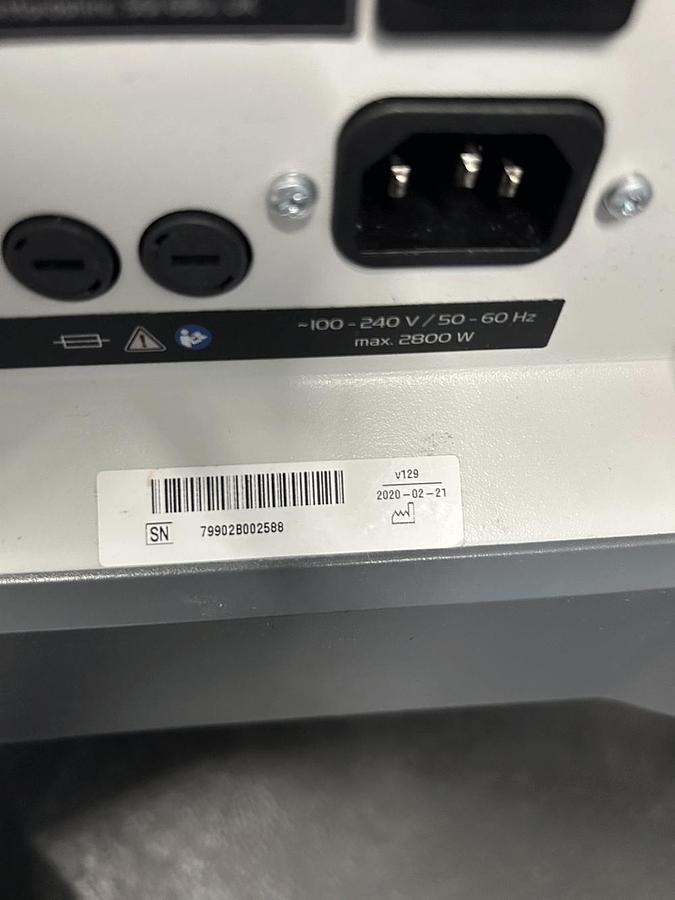 ~100 - 240 V / 50 - 60 Hz
max. 2800 W
v129
2020-02-21
SN 79902B002588